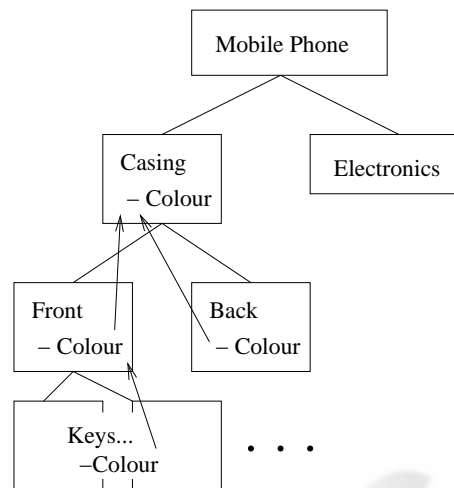 Mobile Phone
Casing
– Colour
Electronics
Front
– Colour
Back
– Colour
Keys...
–Colour
. . .